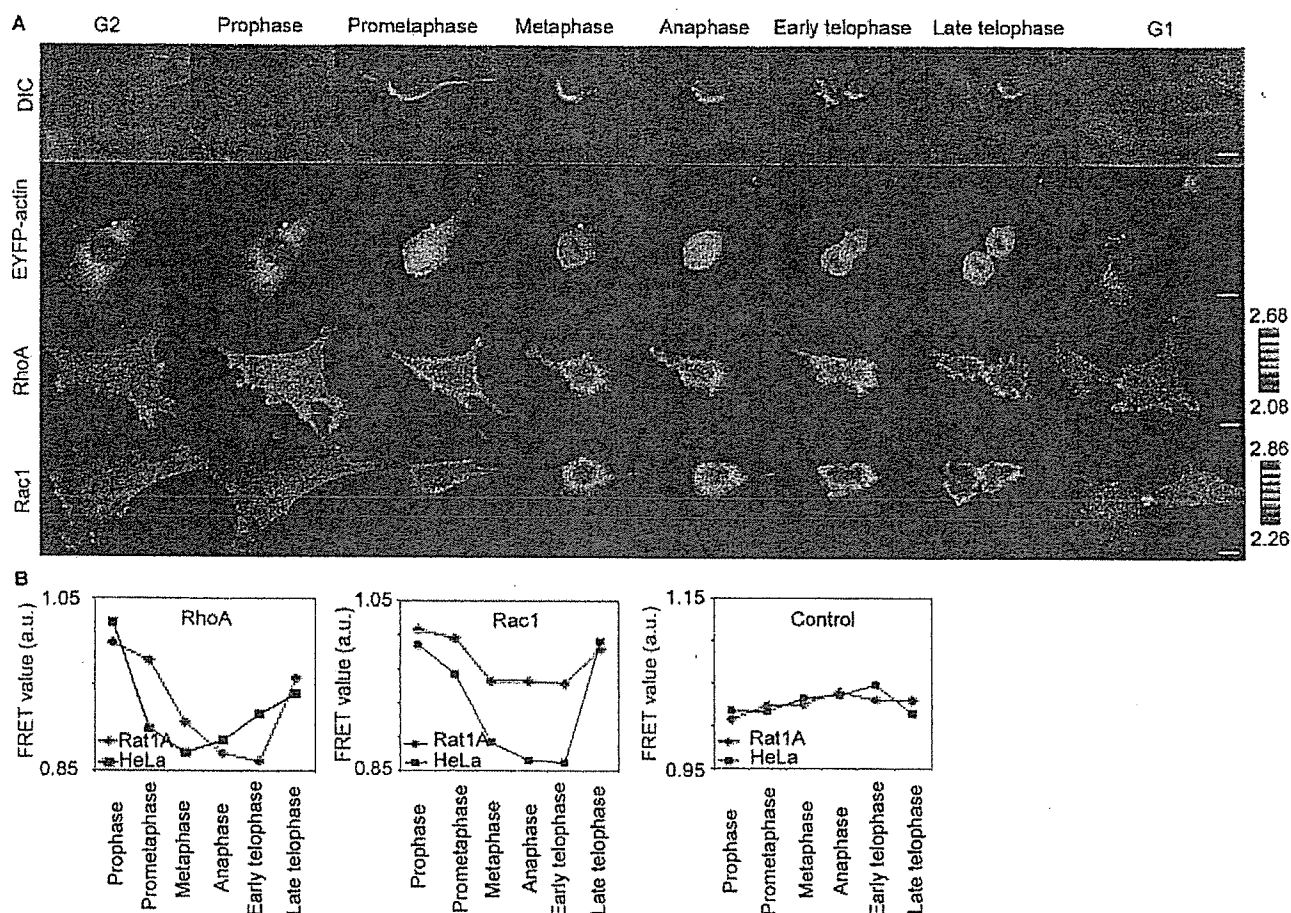 A
G2 Prophase Prometaphase Metaphase Anaphase Early telophase Late telophase G1
DIC
EYFP-actin
RhoA
2.68
2.08
Rac1
2.86
2.26
B
FRET value (a.u.)
1.05
0.85
RhoA
Rat1A
HeLa
Prophase
Prometaphase
Metaphase
Anaphase
Early telophase
Late telophase
FRET value (a.u.)
1.05
0.85
Rac1
Rat1A
HeLa
Prophase
Prometaphase
Metaphase
Anaphase
Early telophase
Late telophase
FRET value (a.u.)
1.15
0.95
Control
Rat1A
HeLa
Prophase
Prometaphase
Metaphase
Anaphase
Early telophase
Late telophase